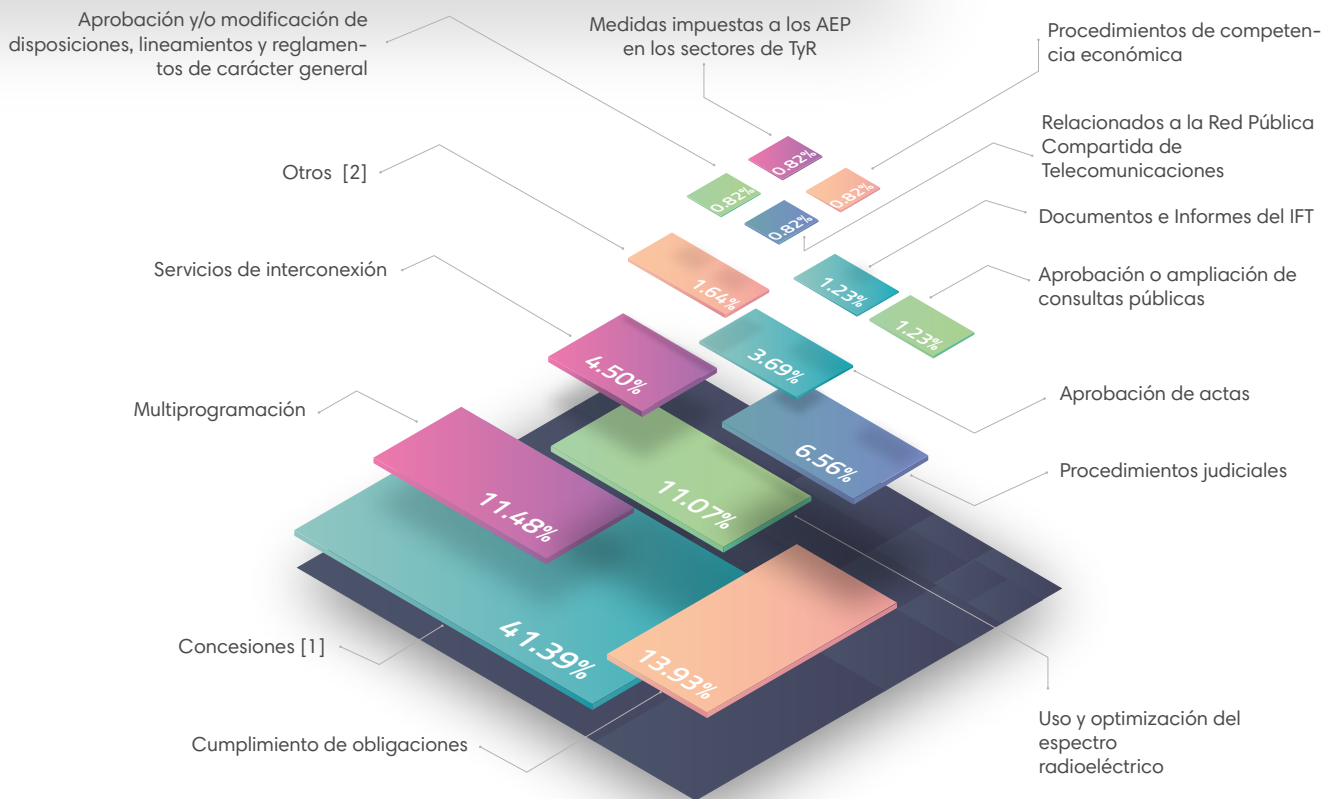 Aprobación y/o modificación de
disposiciones, lineamientos y reglamen-
tos de carácter general
Medidas impuestas a los AEP
en los sectores de TyR
Procedimientos de competen-
cia económica
Relacionados a la Red Pública
Compartida de
Telecomunicaciones
Otros [2]
Documentos e Informes del IFT
Servicios de interconexión
Aprobación o ampliación de
consultas públicas
Multiprogramación
Aprobación de actas
Procedimientos judiciales
Concesiones [1]
Cumplimiento de obligaciones
Uso y optimización del
espectro
radioeléctrico
0.82%
0.82%
0.82%
0.82%
1.64%
1.23%
1.23%
4.50%
3.69%
6.56%
11.48%
11.07%
41.39%
13.93%